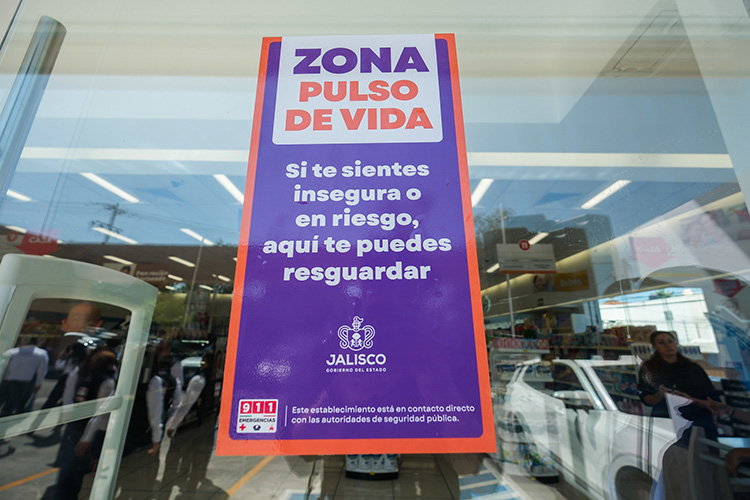 ZONA
PULSO
DE VIDA
Si te sientes
insegura o
en riesgo,
aquí te puedes
resguardar
JALISCO
GOBIERNO DEL ESTADO
911
EMERGENCIAS
Este establecimiento está en contacto directo
con las autoridades de seguridad pública.